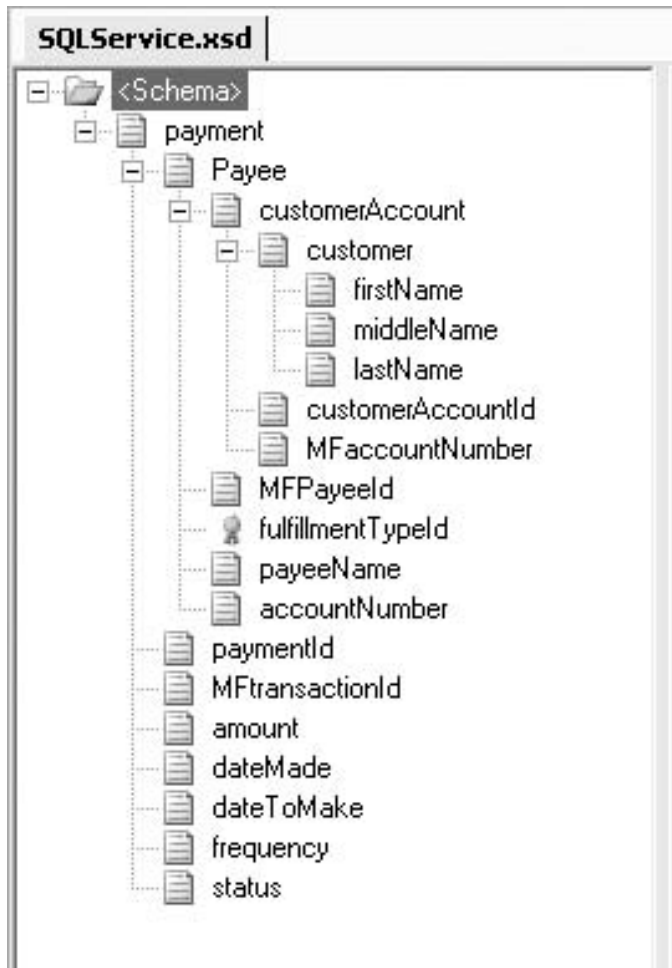 SQLService.xsd
<Schema>
payment
Payee
customerAccount
customer
firstName
middleName
lastName
customerAccountId
MFaccountNumber
MFPayeeId
fulfillmentTypeId
payeeName
accountNumber
paymentId
MFtransactionId
amount
dateMade
dateToMake
frequency
status